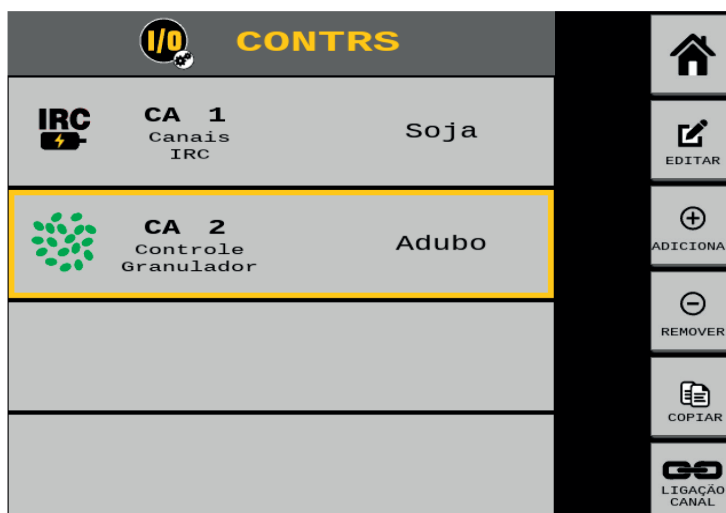 I/O CONTRS
IRC
CA 1
Canais
IRC
Soja
CA 2
Controle
Granulador
Adubo
EDITAR
ADICIONA
REMOVER
COPIAR
LIGAÇÃO
CANAL